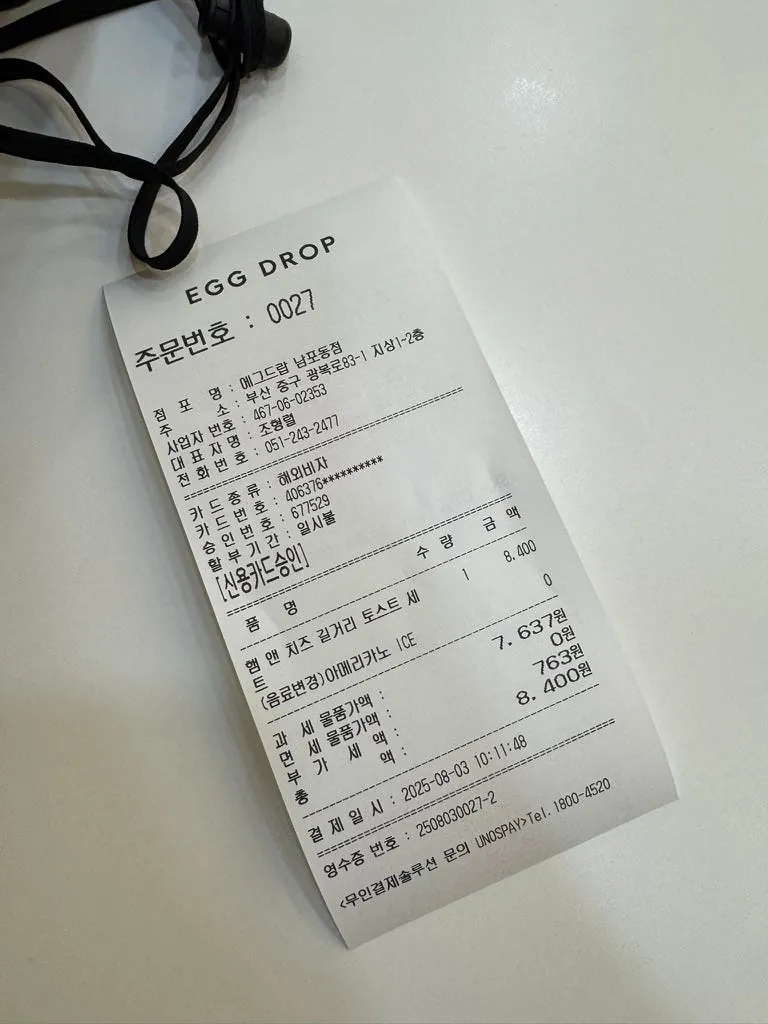 EGG DROP
주문번호 : 0027
점 포 명 : 에그드랍 남포동점
주 소 : 부산 중구 광복로83-1 지상1~2층
사업자 번호 : 467-06-02353
대 표 자 명 : 조형렬
전 화 번 호 : 051-243-2477
카 드 종 류 : 해외비자
카 드 번 호 : 406376**********
승 인 번 호 : 677529
할 부 기 간 : 일시불
[신용카드승인]
품 명 수 량 금 액
햄 앤 치즈 길거리 토스트 세 1 8.400
트
(음료변경)아메리카노 ICE 0
과 세 물품가액 : 7.637원
면 세 물품가액 : 0원
부 가 세 액 : 763원
총 액 : 8.400원
결 제 일 시 : 2025-08-03 10:11:48
영수증 번호 : 2508030027-2
<무인결제솔루션 문의 UNOSPAY>Tel.1800-4520